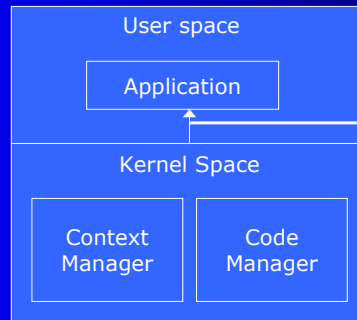 User space
Application
Kernel Space
Context
Manager
Code
Manager